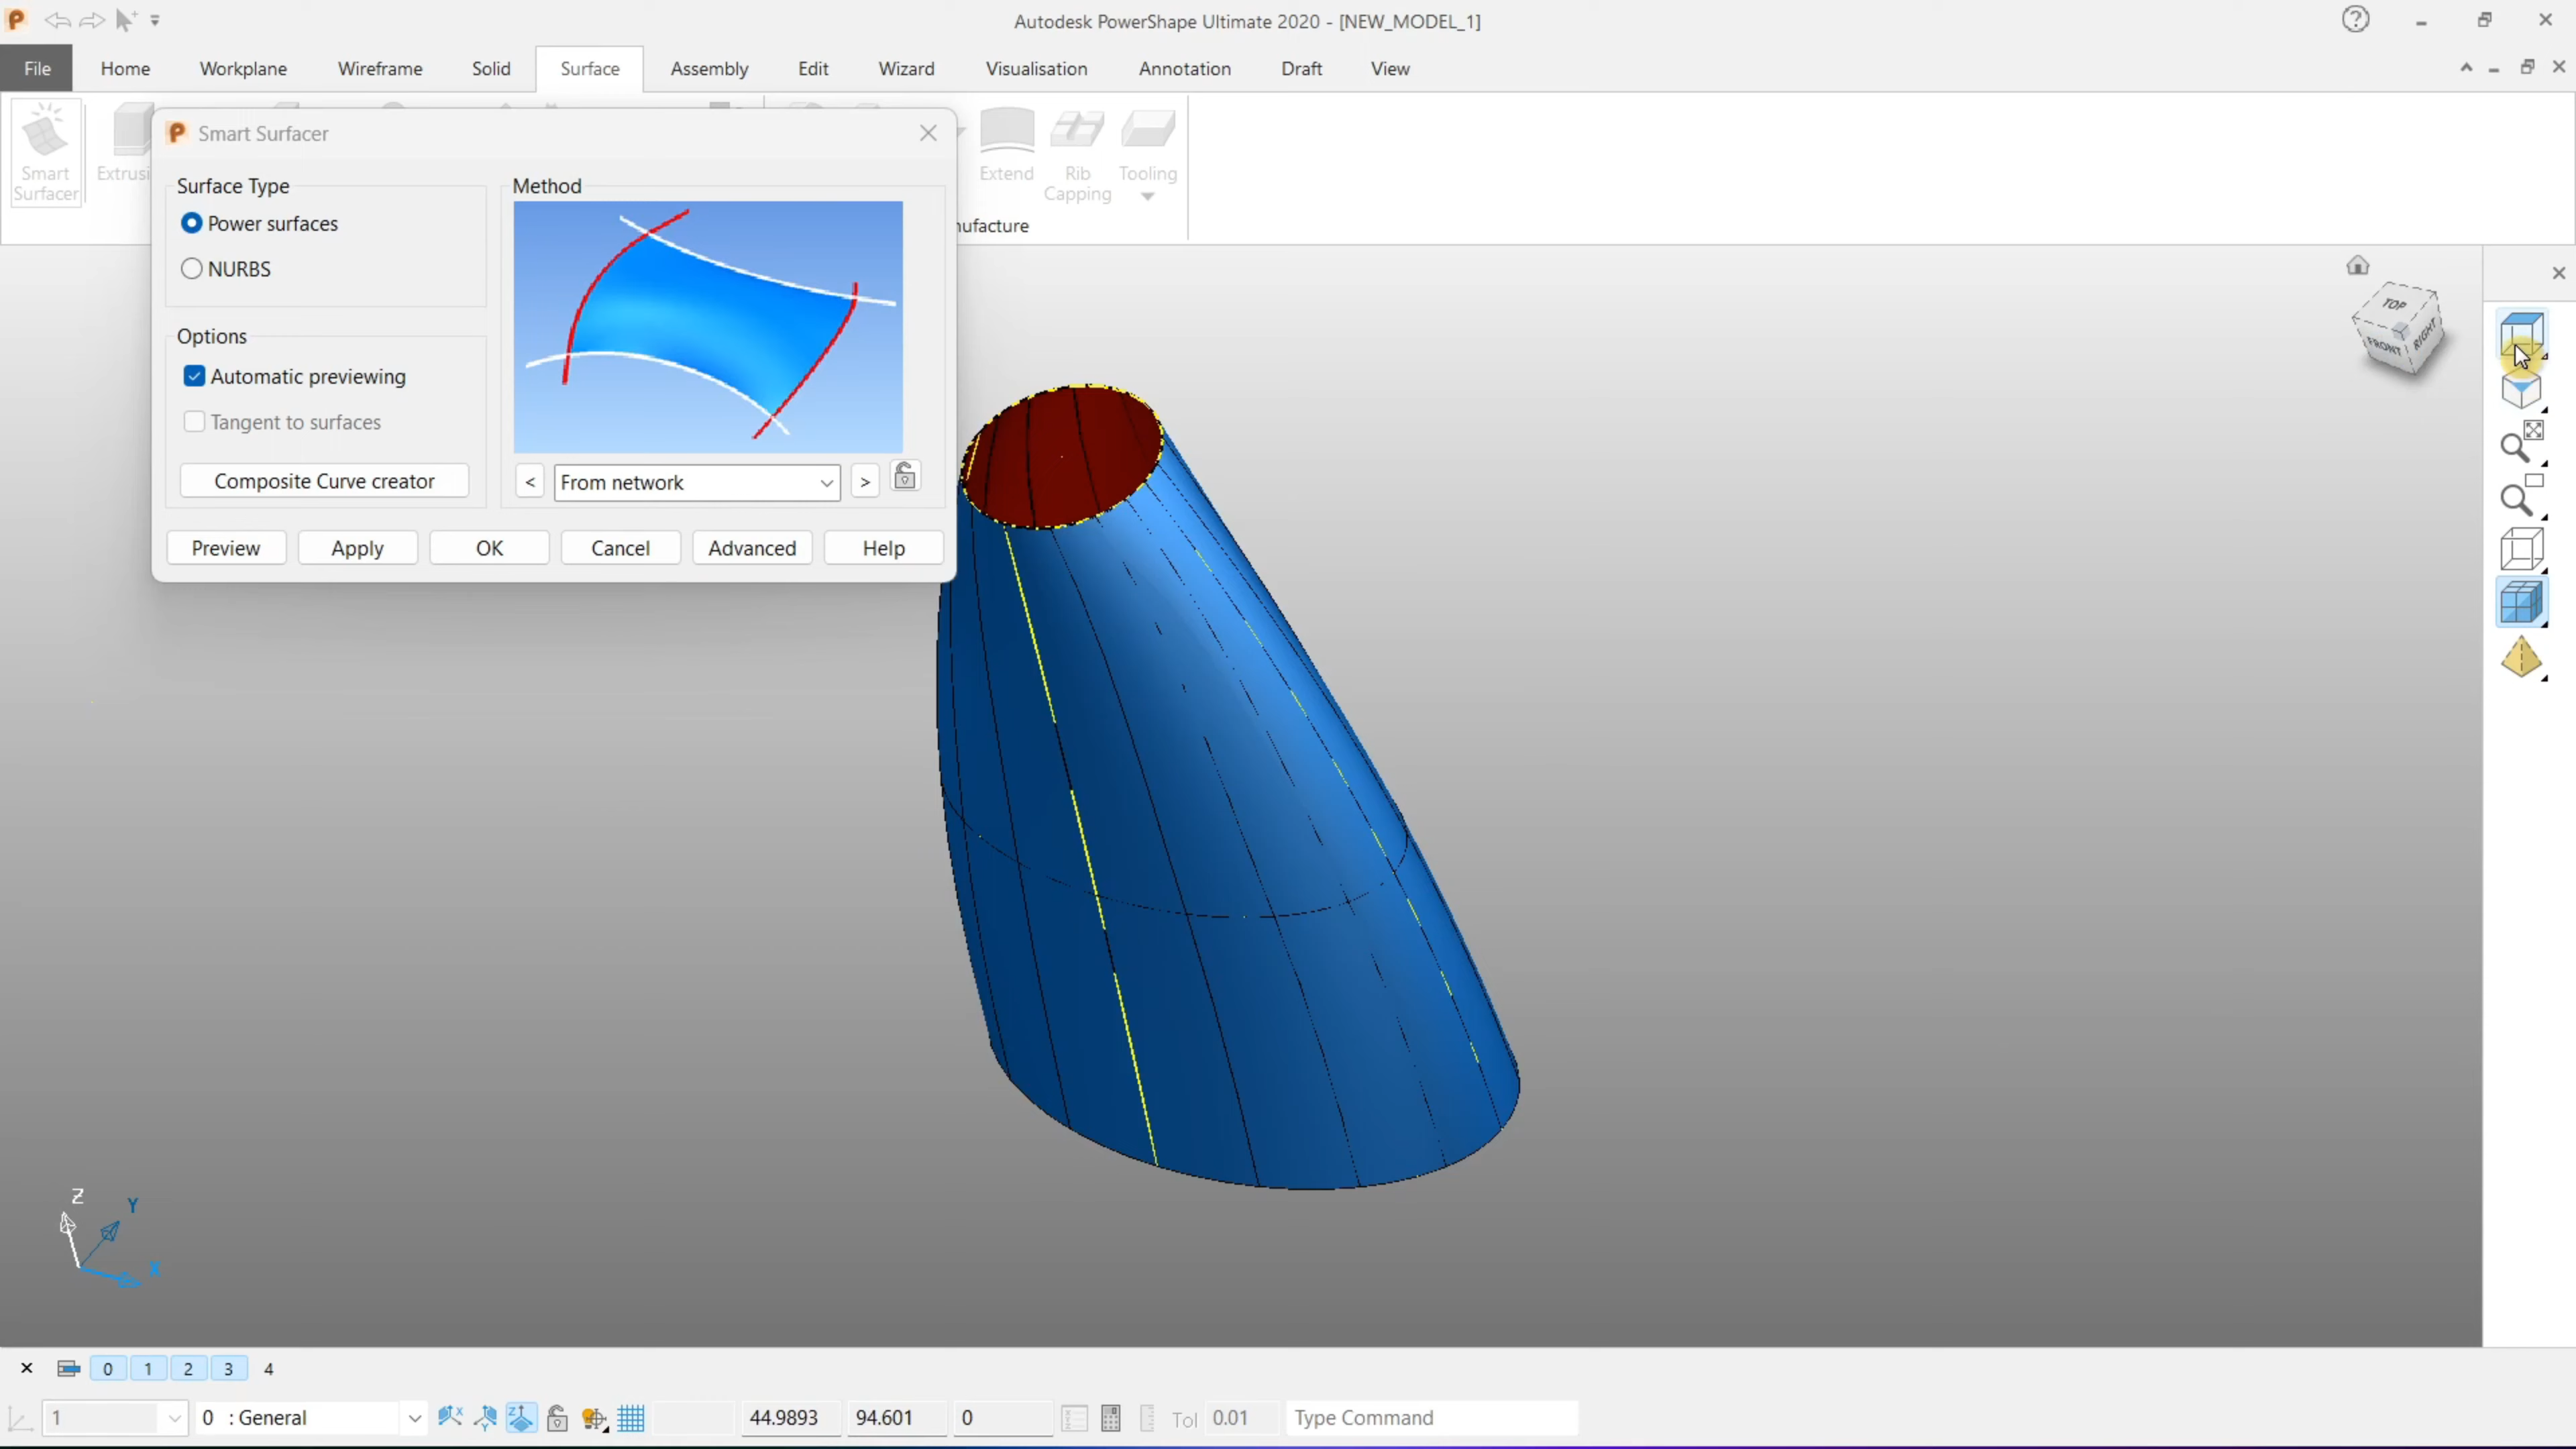 Autodesk PowerShape Ultimate 2020 - [NEW_MODEL_1]
File Home Workplane Wireframe Solid Surface Assembly Edit Wizard Visualisation Annotation Draft View
Smart Surfacer
Extrusi
Extend
Rib Capping
Tooling
nufacture
Smart Surfacer
Surface Type
Power surfaces
NURBS
Options
Automatic previewing
Tangent to surfaces
Composite Curve creator
Method
< From network >
Preview Apply OK Cancel Advanced Help
TOP
FRONT
RIGHT
Z
Y
X
0 1 2 3 4
1 0 : General 44.9893 94.601 0 Tol 0.01 Type Command